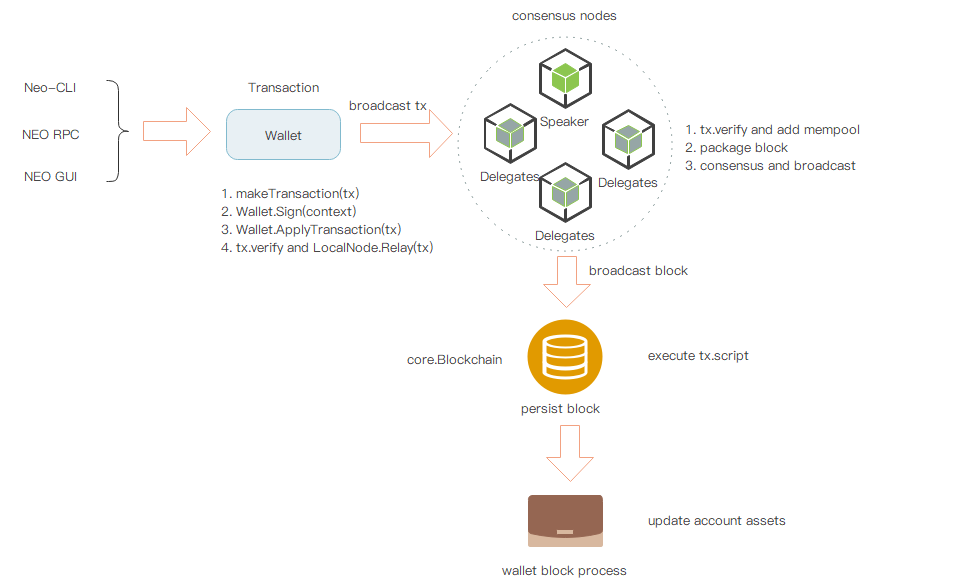 consensus nodes
Neo-CLI
NEO RPC
NEO GUI
Transaction
Wallet
1. makeTransaction(tx)
2. Wallet.Sign(context)
3. Wallet.ApplyTransaction(tx)
4. tx.verify and LocalNode.Relay(tx)
broadcast tx
Speaker
Delegates
Delegates
Delegates
1. tx.verify and add mempool
2. package block
3. consensus and broadcast
broadcast block
core.Blockchain
execute tx.script
persist block
update account assets
wallet block process